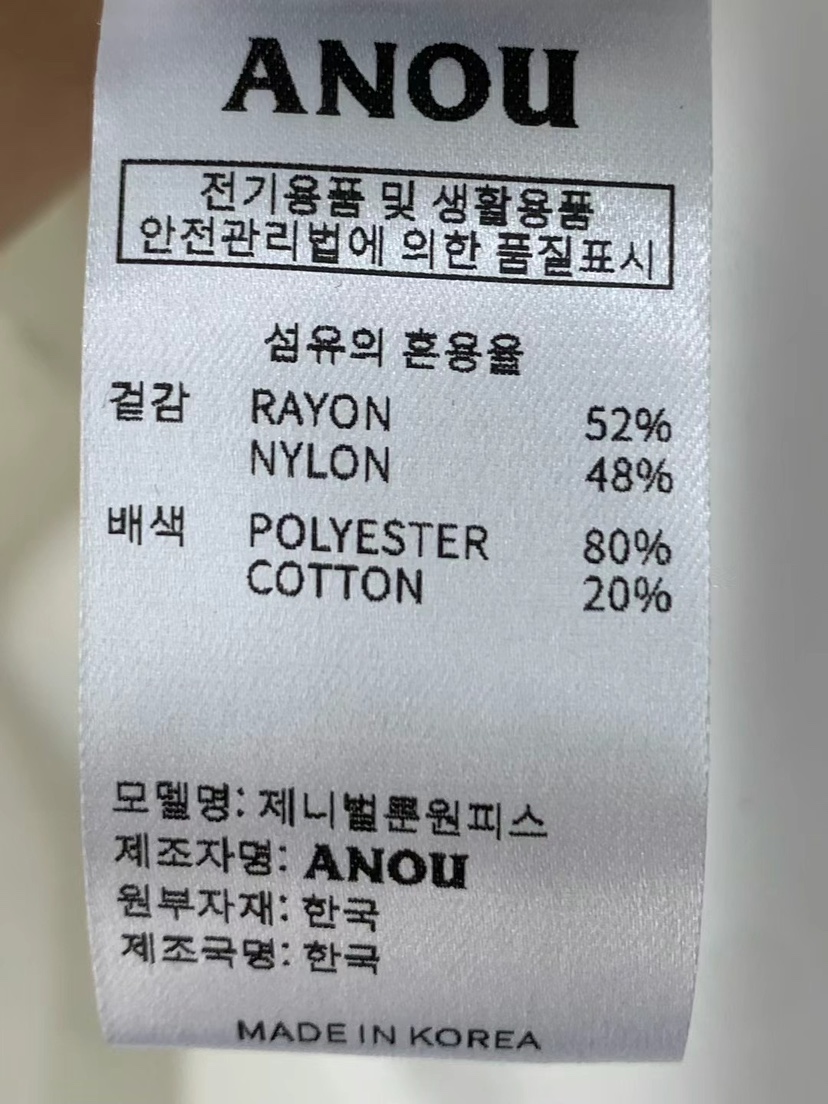 ANOU
전기용품 및 생활용품
안전관리법에 의한 품질표시
섬유의 혼용율
겉감 RAYON 52%
NYLON 48%
배색 POLYESTER 80%
COTTON 20%
모델명: 제니벌룬원피스
제조자명: ANOU
원부자재: 한국
제조국명: 한국
MADE IN KOREA